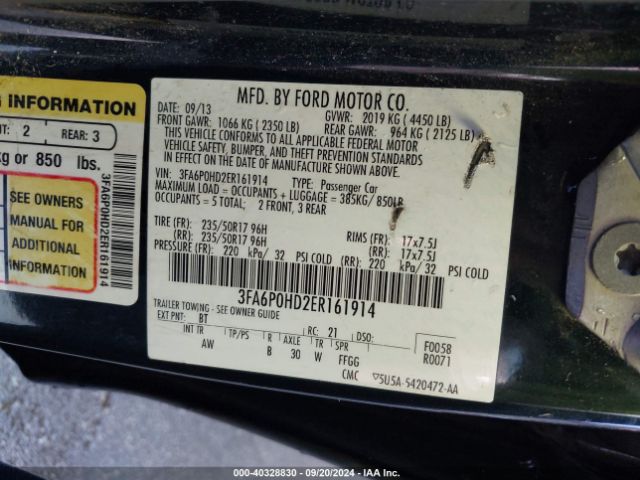 G INFORMATION
NT: 2 REAR: 3
kg or 850 lbs.
SEE OWNERS
MANUAL FOR
ADDITIONAL
INFORMATION
3FA6P0HD2ER161914
MFD. BY FORD MOTOR CO.
DATE: 09/13 GVWR: 2019 KG ( 4450 LB)
FRONT GAWR: 1066 KG ( 2350 LB) REAR GAWR: 964 KG ( 2125 LB)
THIS VEHICLE CONFORMS TO ALL APPLICABLE FEDERAL MOTOR
VEHICLE SAFETY, BUMPER, AND THEFT PREVENTION STANDARDS
IN EFFECT ON THE DATE OF MANUFACTURE SHOWN ABOVE.
VIN: 3FA6P0HD2ER161914 TYPE: Passenger Car
MAXIMUM LOAD = OCCUPANTS + LUGGAGE = 385KG/ 850LB
OCCUPANTS = 5 TOTAL; 2 FRONT, 3 REAR
TIRE (FR): 235/50R17 96H RIMS (FR): 17x7.5J
(RR): 235/50R17 96H (RR): 17x7.5J
PRESSURE (FR): 220 kPa/ 32 PSI COLD (RR): 220 kPa/ 32 PSI COLD
3FA6P0HD2ER161914
TRAILER TOWING - SEE OWNER GUIDE
EXT PNT: BT RC: 21 DSO: F0058
INT TR TP/PS R AXLE TR SPR R0071
AW B 30 W FFGG
CMC ▽5U5A-5420472-AA
A
000-40328830 - 09/20/2024 - IAA Inc.